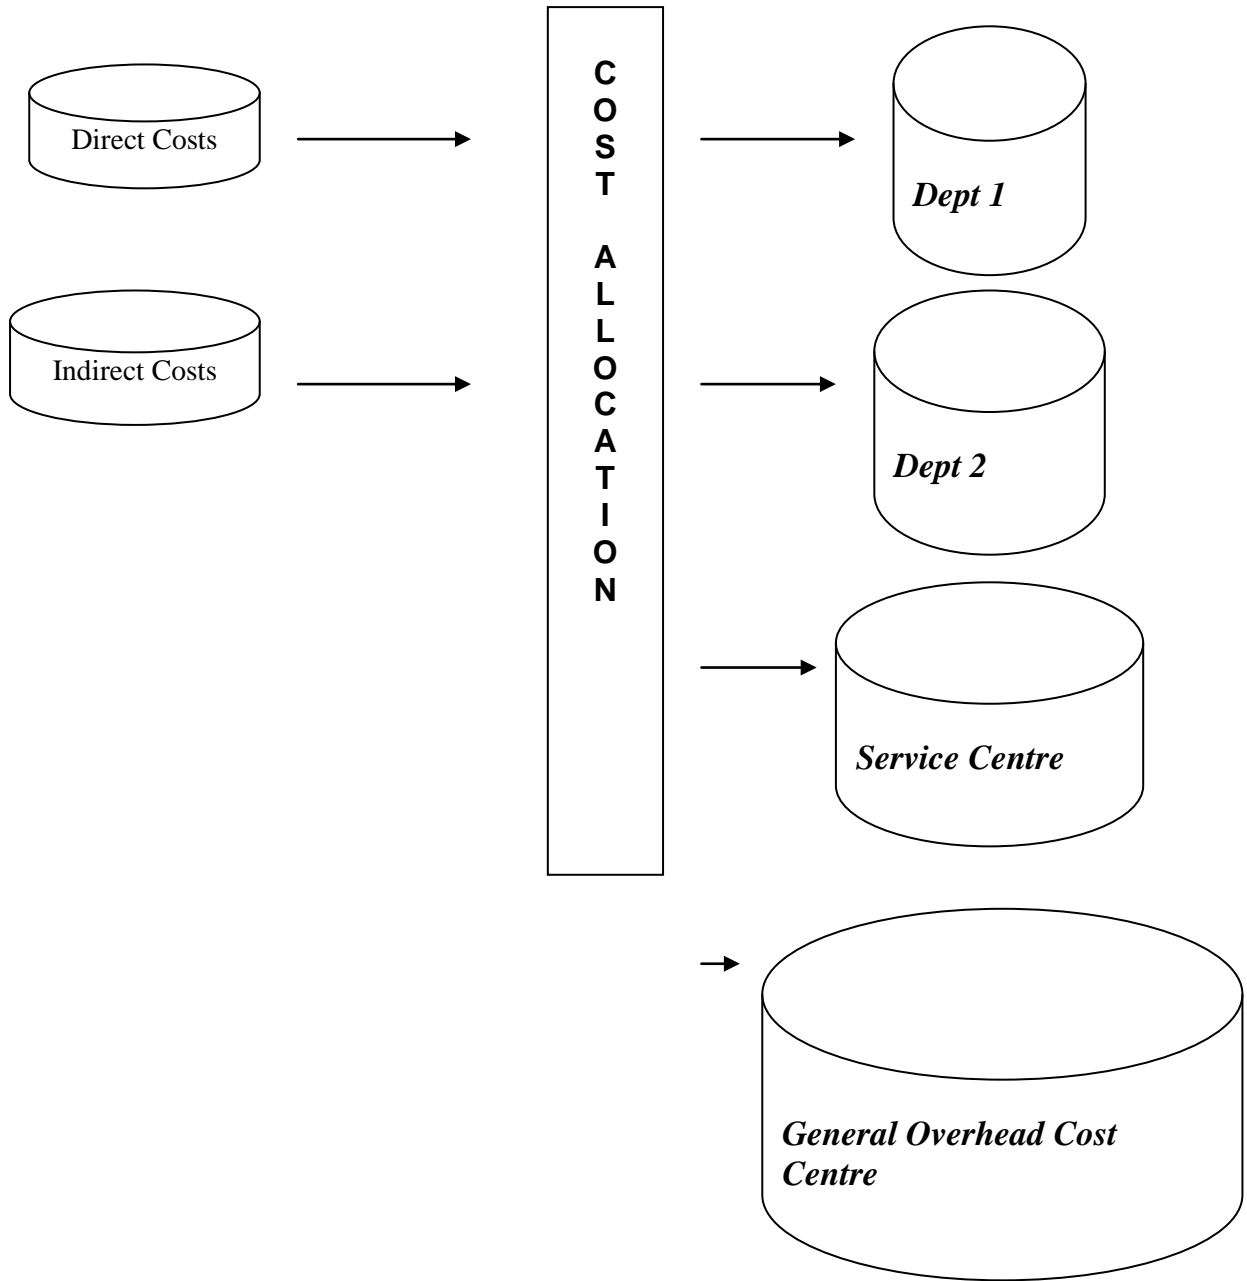 Direct Costs
Indirect Costs
C
O
S
T
A
L
L
O
C
A
T
I
O
N
Dept 1
Dept 2
Service Centre
General Overhead Cost
Centre